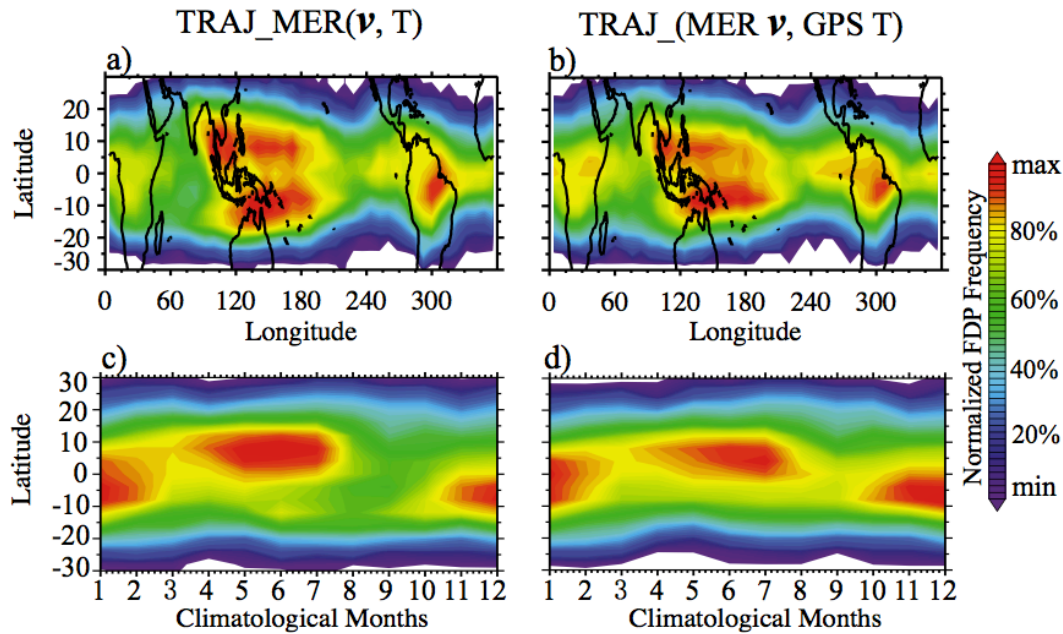 TRAJ_MER(v, T)
TRAJ_(MER v, GPS T)
a)
b)
20
10
0
-10
-20
-30
Latitude
0 60 120 180 240 300
Longitude
0 60 120 180 240 300
Longitude
max
80%
60%
40%
20%
min
Normalized FDP Frequency
c)
d)
30
20
10
0
-10
-20
-30
Latitude
1 2 3 4 5 6 7 8 9 10 11 12
Climatological Months
1 2 3 4 5 6 7 8 9 10 11 12
Climatological Months